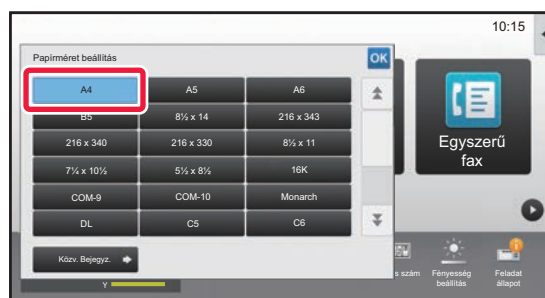 10:15
Papírméret beállítás
OK
A4
A5
A6
B5
8½ x 14
216 x 343
216 x 340
216 x 330
8½ x 11
7¼ x 10½
5½ x 8½
16K
COM-9
COM-10
Monarch
DL
C5
C6
Közv. Bejegyz.
Y
Egyszerű
fax
s szám
Fényesség
beállítás
Feladat
állapot